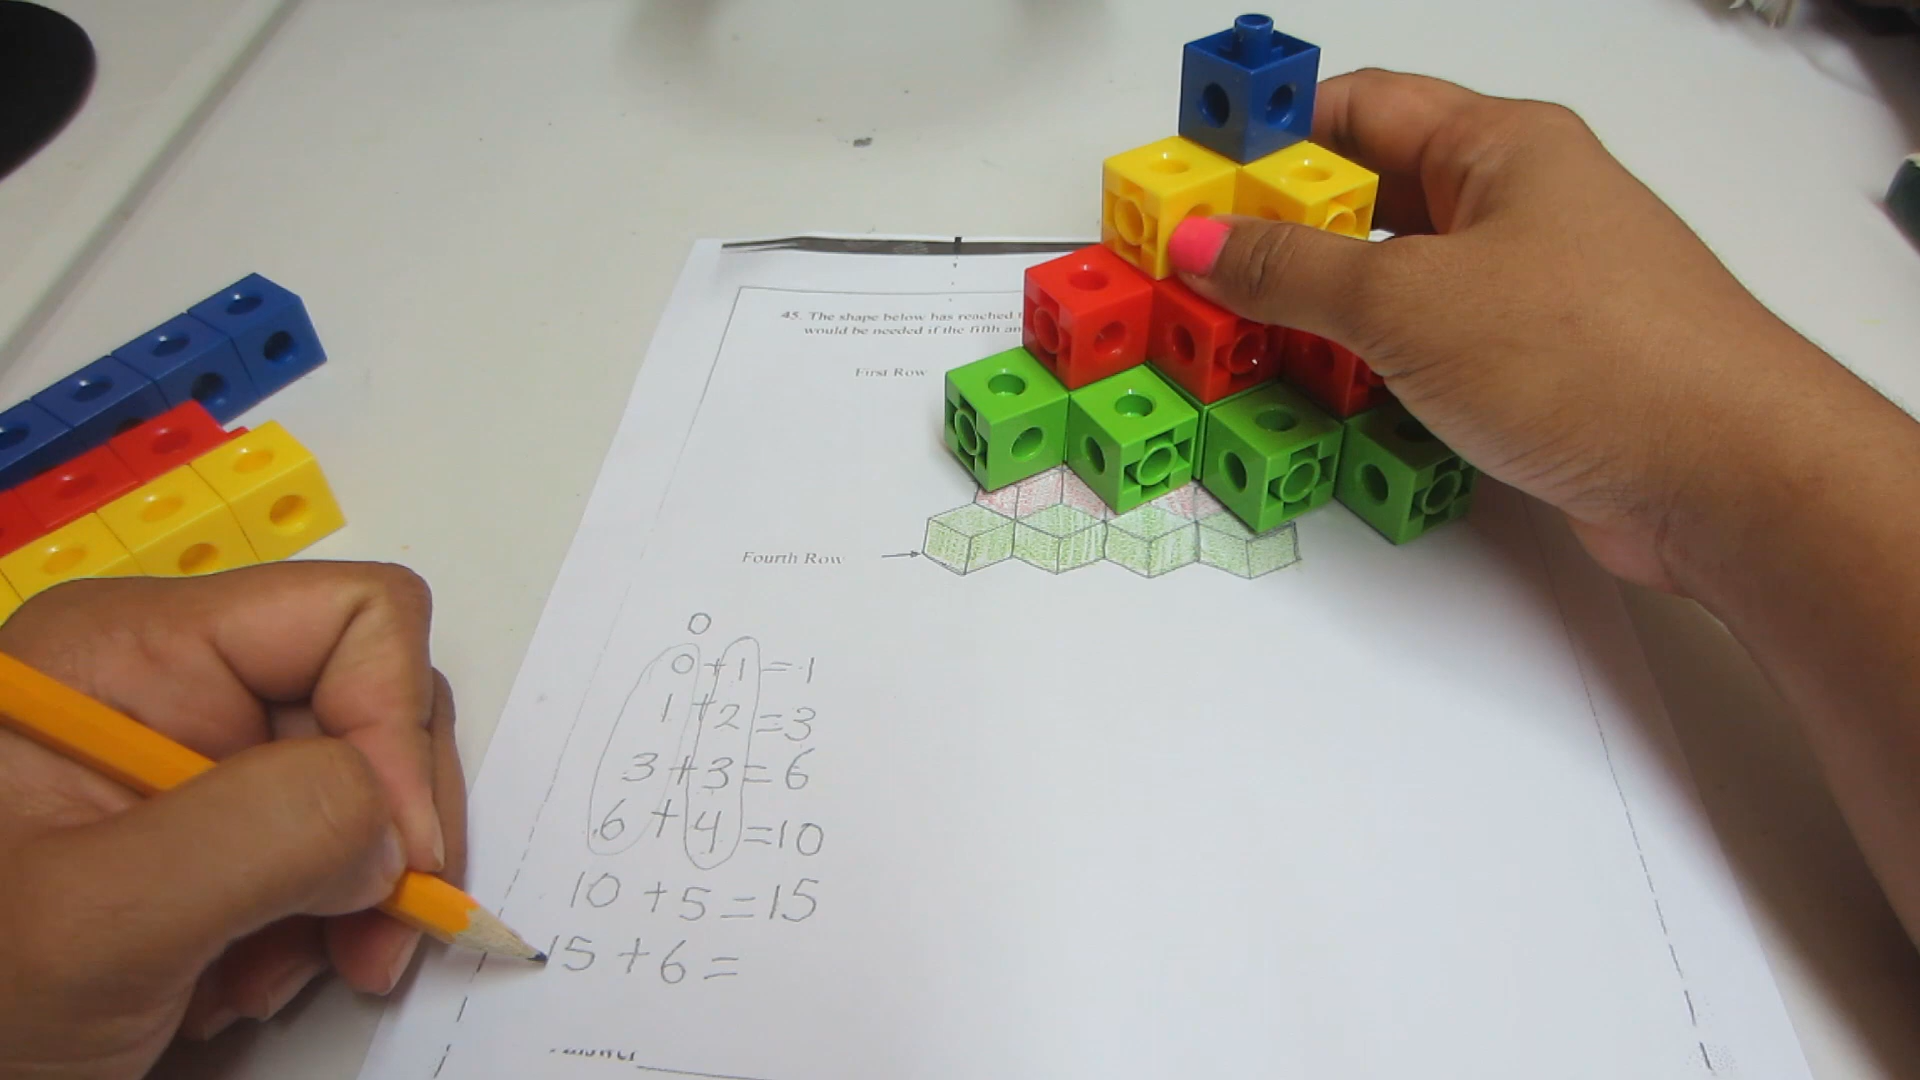 45. The shape below has reached
would be needed if the fifth an
First Row
Fourth Row
0
0+1=1
1+2=3
3+3=6
6+4=10
10+5=15
15+6=